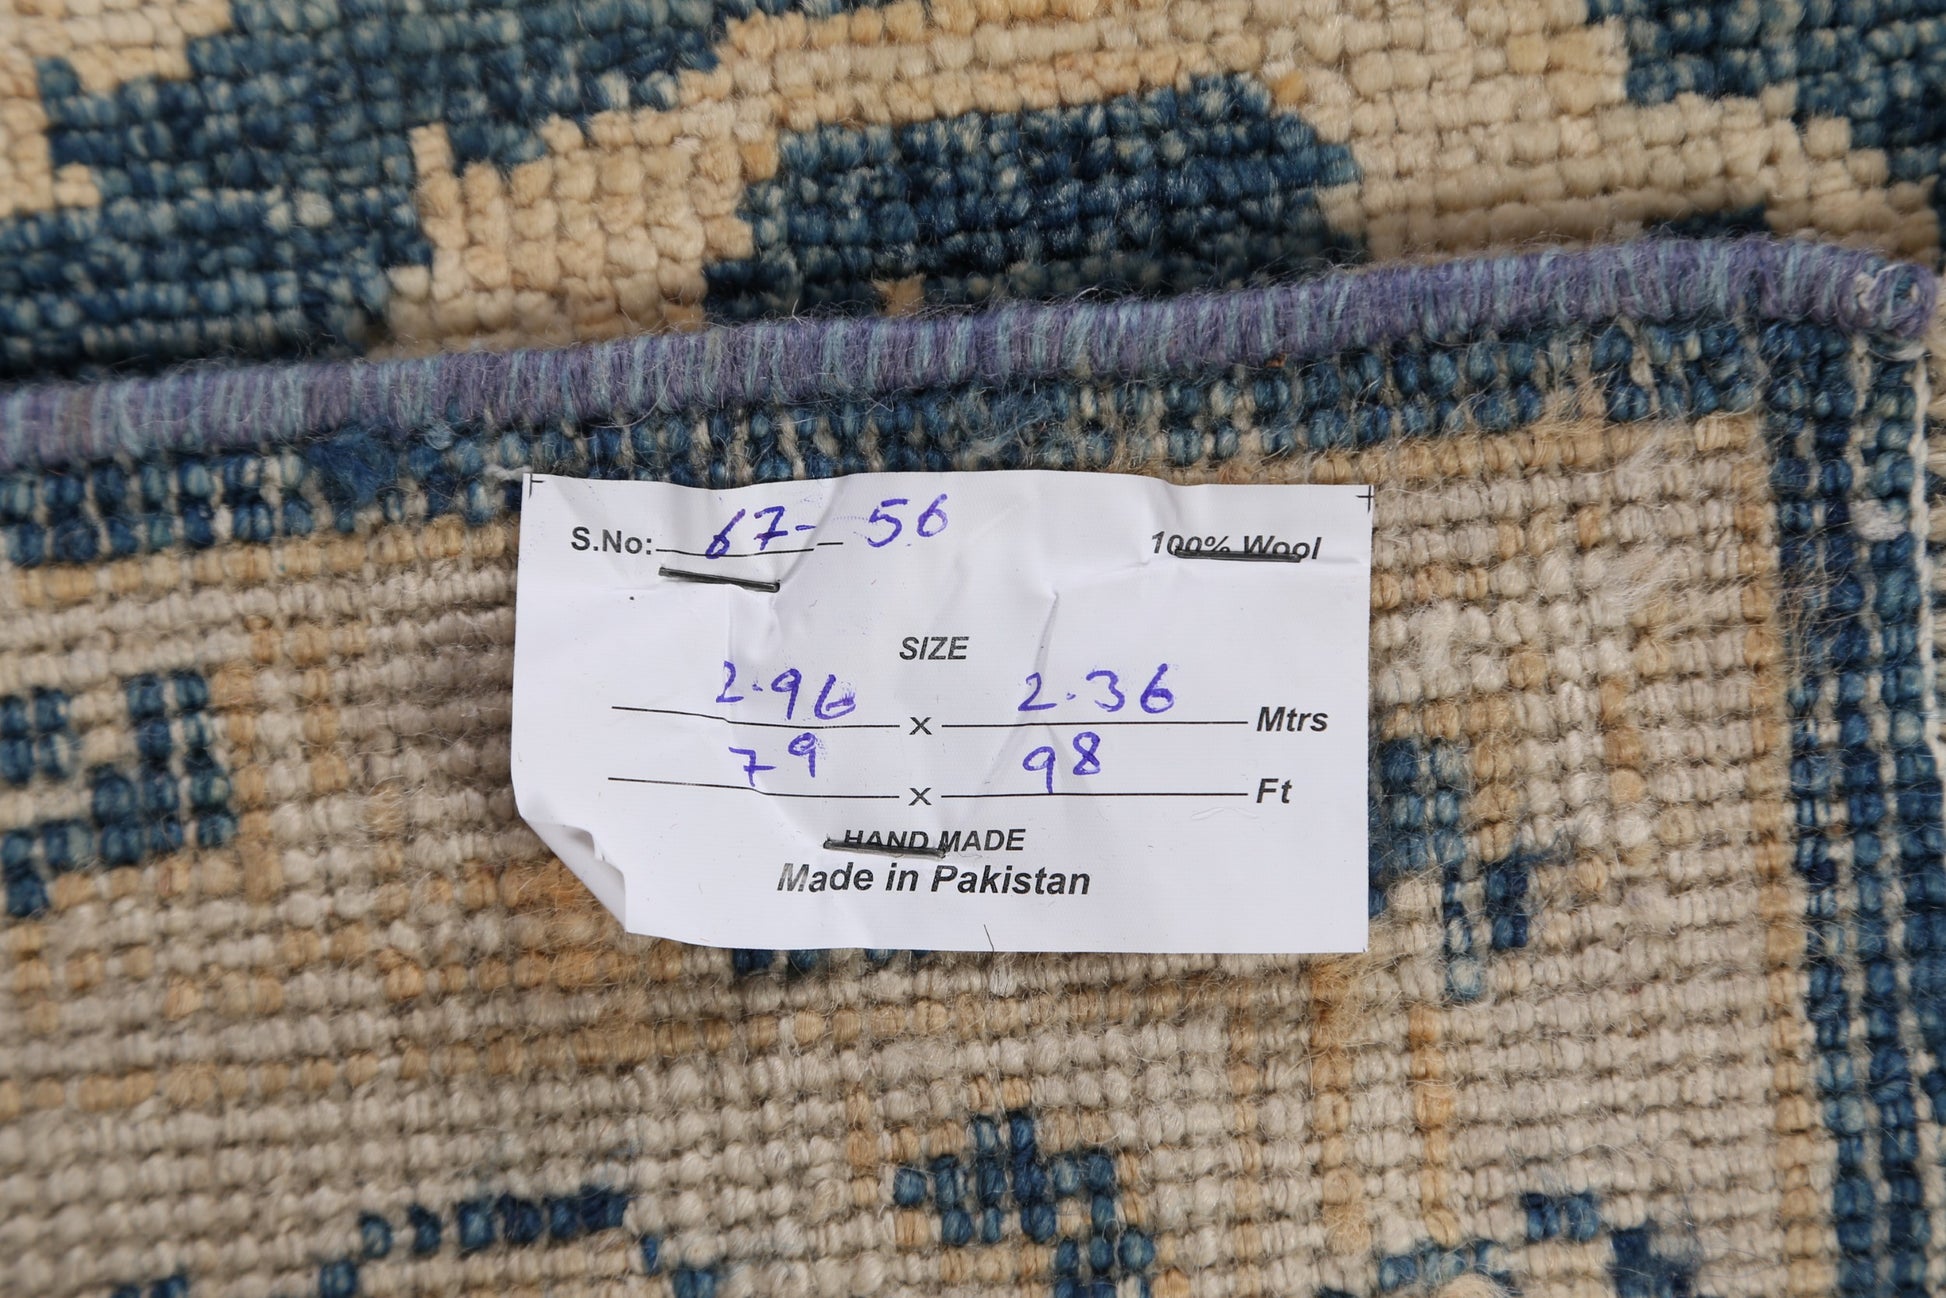 S.No: 67-56 100% Wool
SIZE
2.96 x 2.36 Mtrs
79 x 98 Ft
HAND MADE
Made in Pakistan